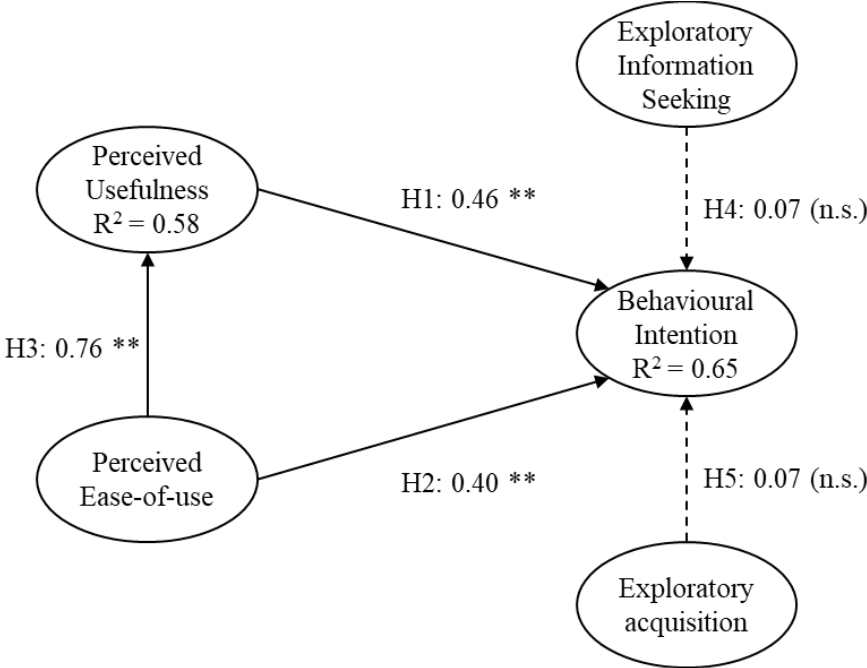 Exploratory
Information
Seeking
Perceived
Usefulness
R² = 0.58
H1: 0.46 **
H4: 0.07 (n.s.)
Behavioural
Intention
R² = 0.65
H3: 0.76 **
Perceived
Ease-of-use
H2: 0.40 **
H5: 0.07 (n.s.)
Exploratory
acquisition